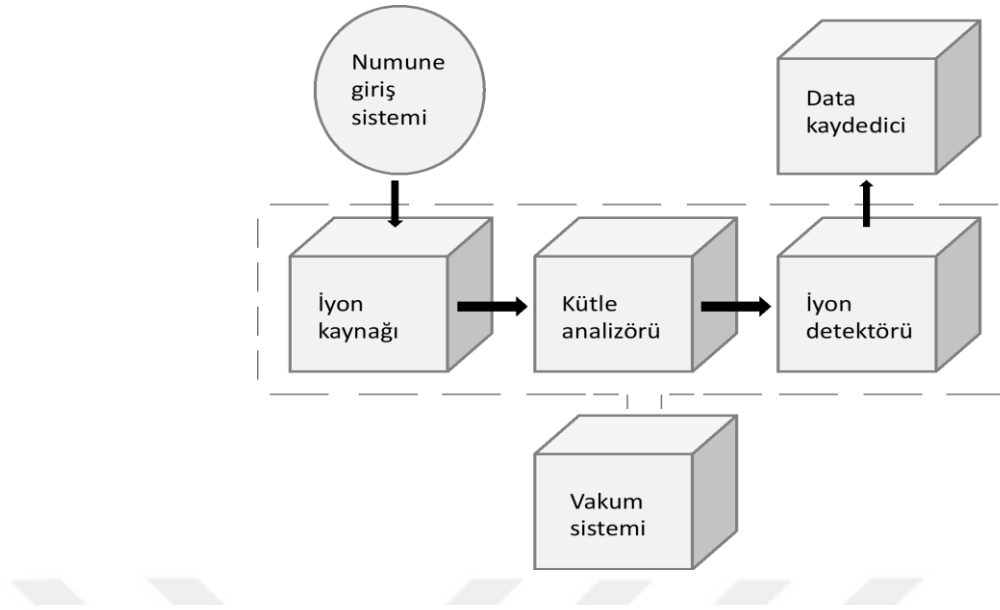 Numune
giriş
sistemi
Data
kaydedici
İyon
kaynağı
Kütle
analizörü
İyon
detektörü
Vakum
sistemi